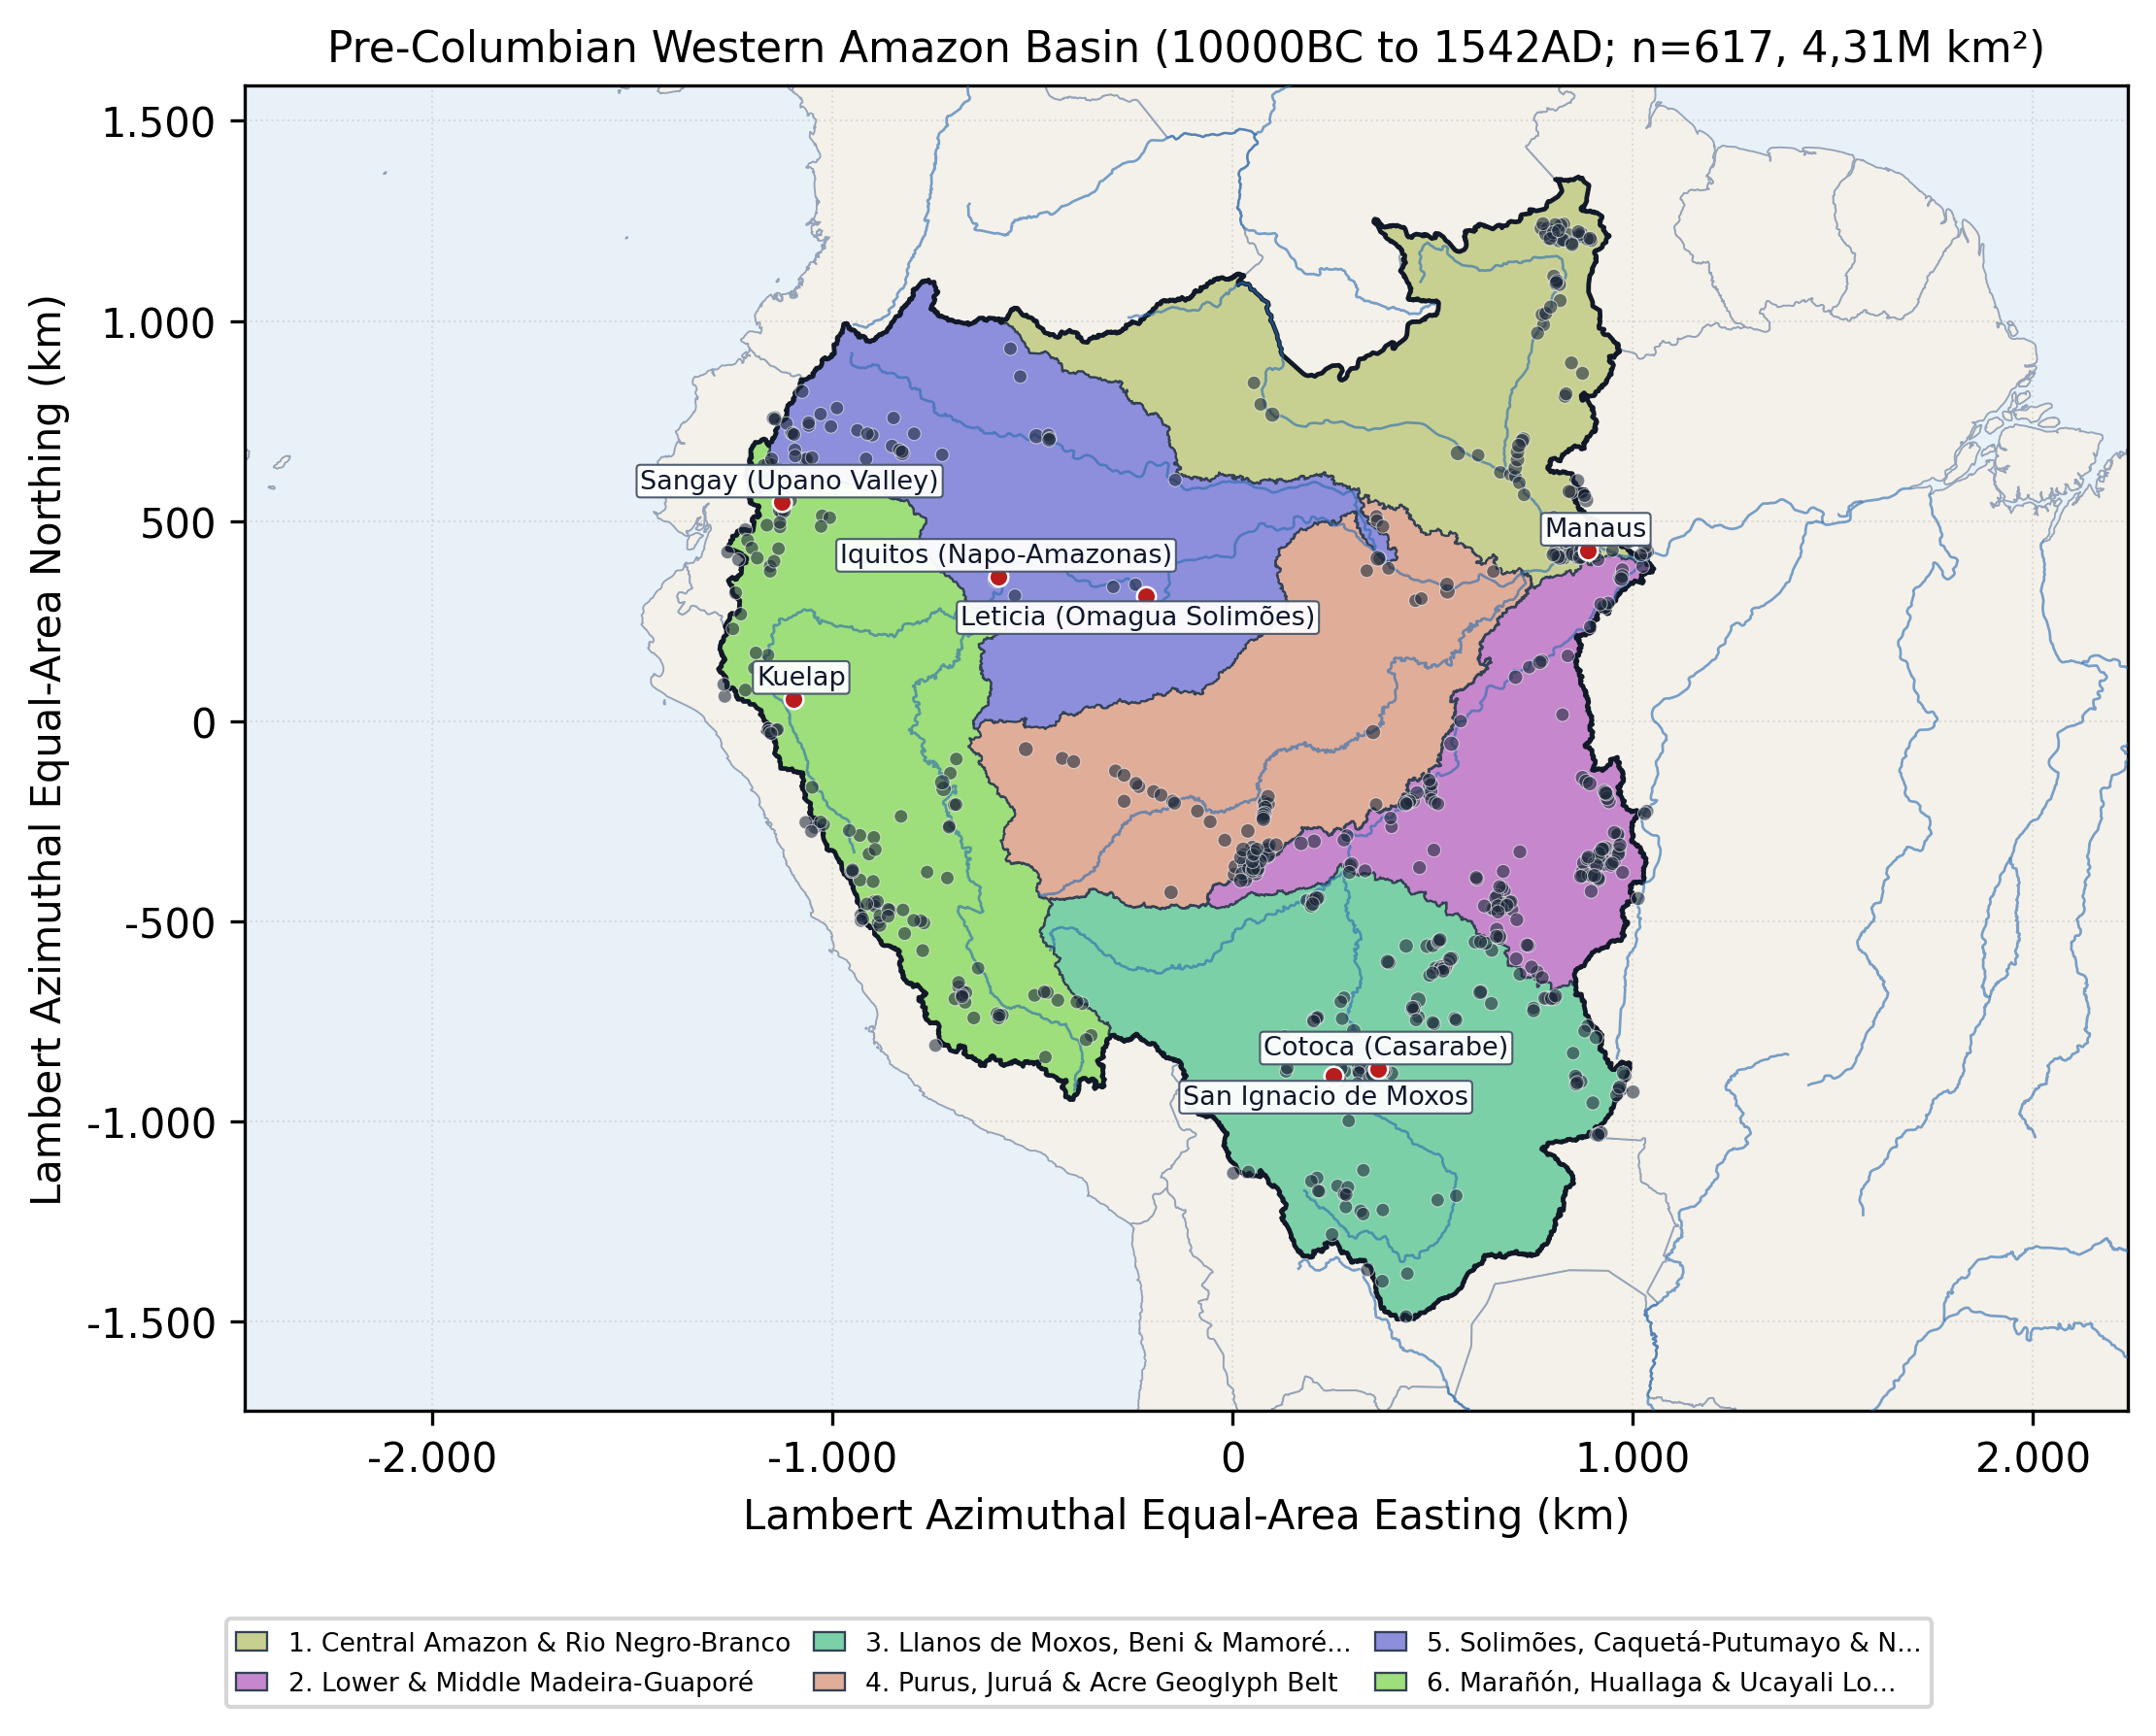 Pre-Columbian Western Amazon Basin (10000BC to 1542AD; n=617, 4,31M km²)
Lambert Azimuthal Equal-Area Northing (km)
1.500
1.000
500
0
-500
-1.000
-1.500
Sangay (Upano Valley)
Manaus
Iquitos (Napo-Amazonas)
Leticia (Omagua Solimões)
Kuelap
Cotoca (Casarabe)
San Ignacio de Moxos
-2.000
-1.000
0
1.000
2.000
Lambert Azimuthal Equal-Area Easting (km)
1. Central Amazon & Rio Negro-Branco
2. Lower & Middle Madeira-Guaporé
3. Llanos de Moxos, Beni & Mamoré...
4. Purus, Juruá & Acre Geoglyph Belt
5. Solimões, Caquetá-Putumayo & N...
6. Marañón, Huallaga & Ucayali Lo...